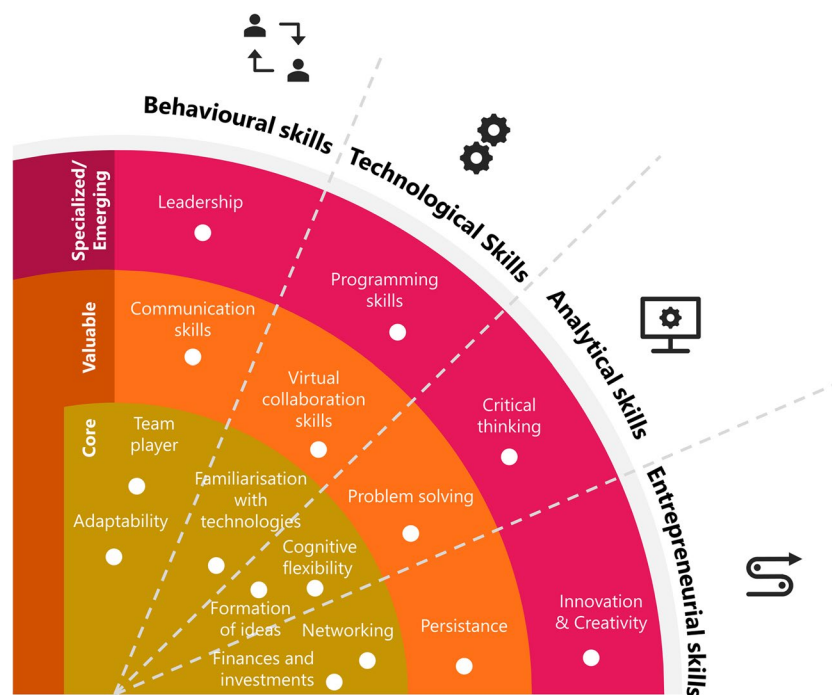 Behavioural skills
Technological Skills
Analytical skills
Entrepreneurial skills
Specialized/
Emerging
Leadership
Programming
skills
Critical
thinking
Innovation
& Creativity
Valuable
Communication
skills
Virtual
collaboration
skills
Problem solving
Persistance
Core
Team
player
Adaptability
Familiarisation
with
technologies
Cognitive
flexibility
Formation
of ideas
Networking
Finances and
investments